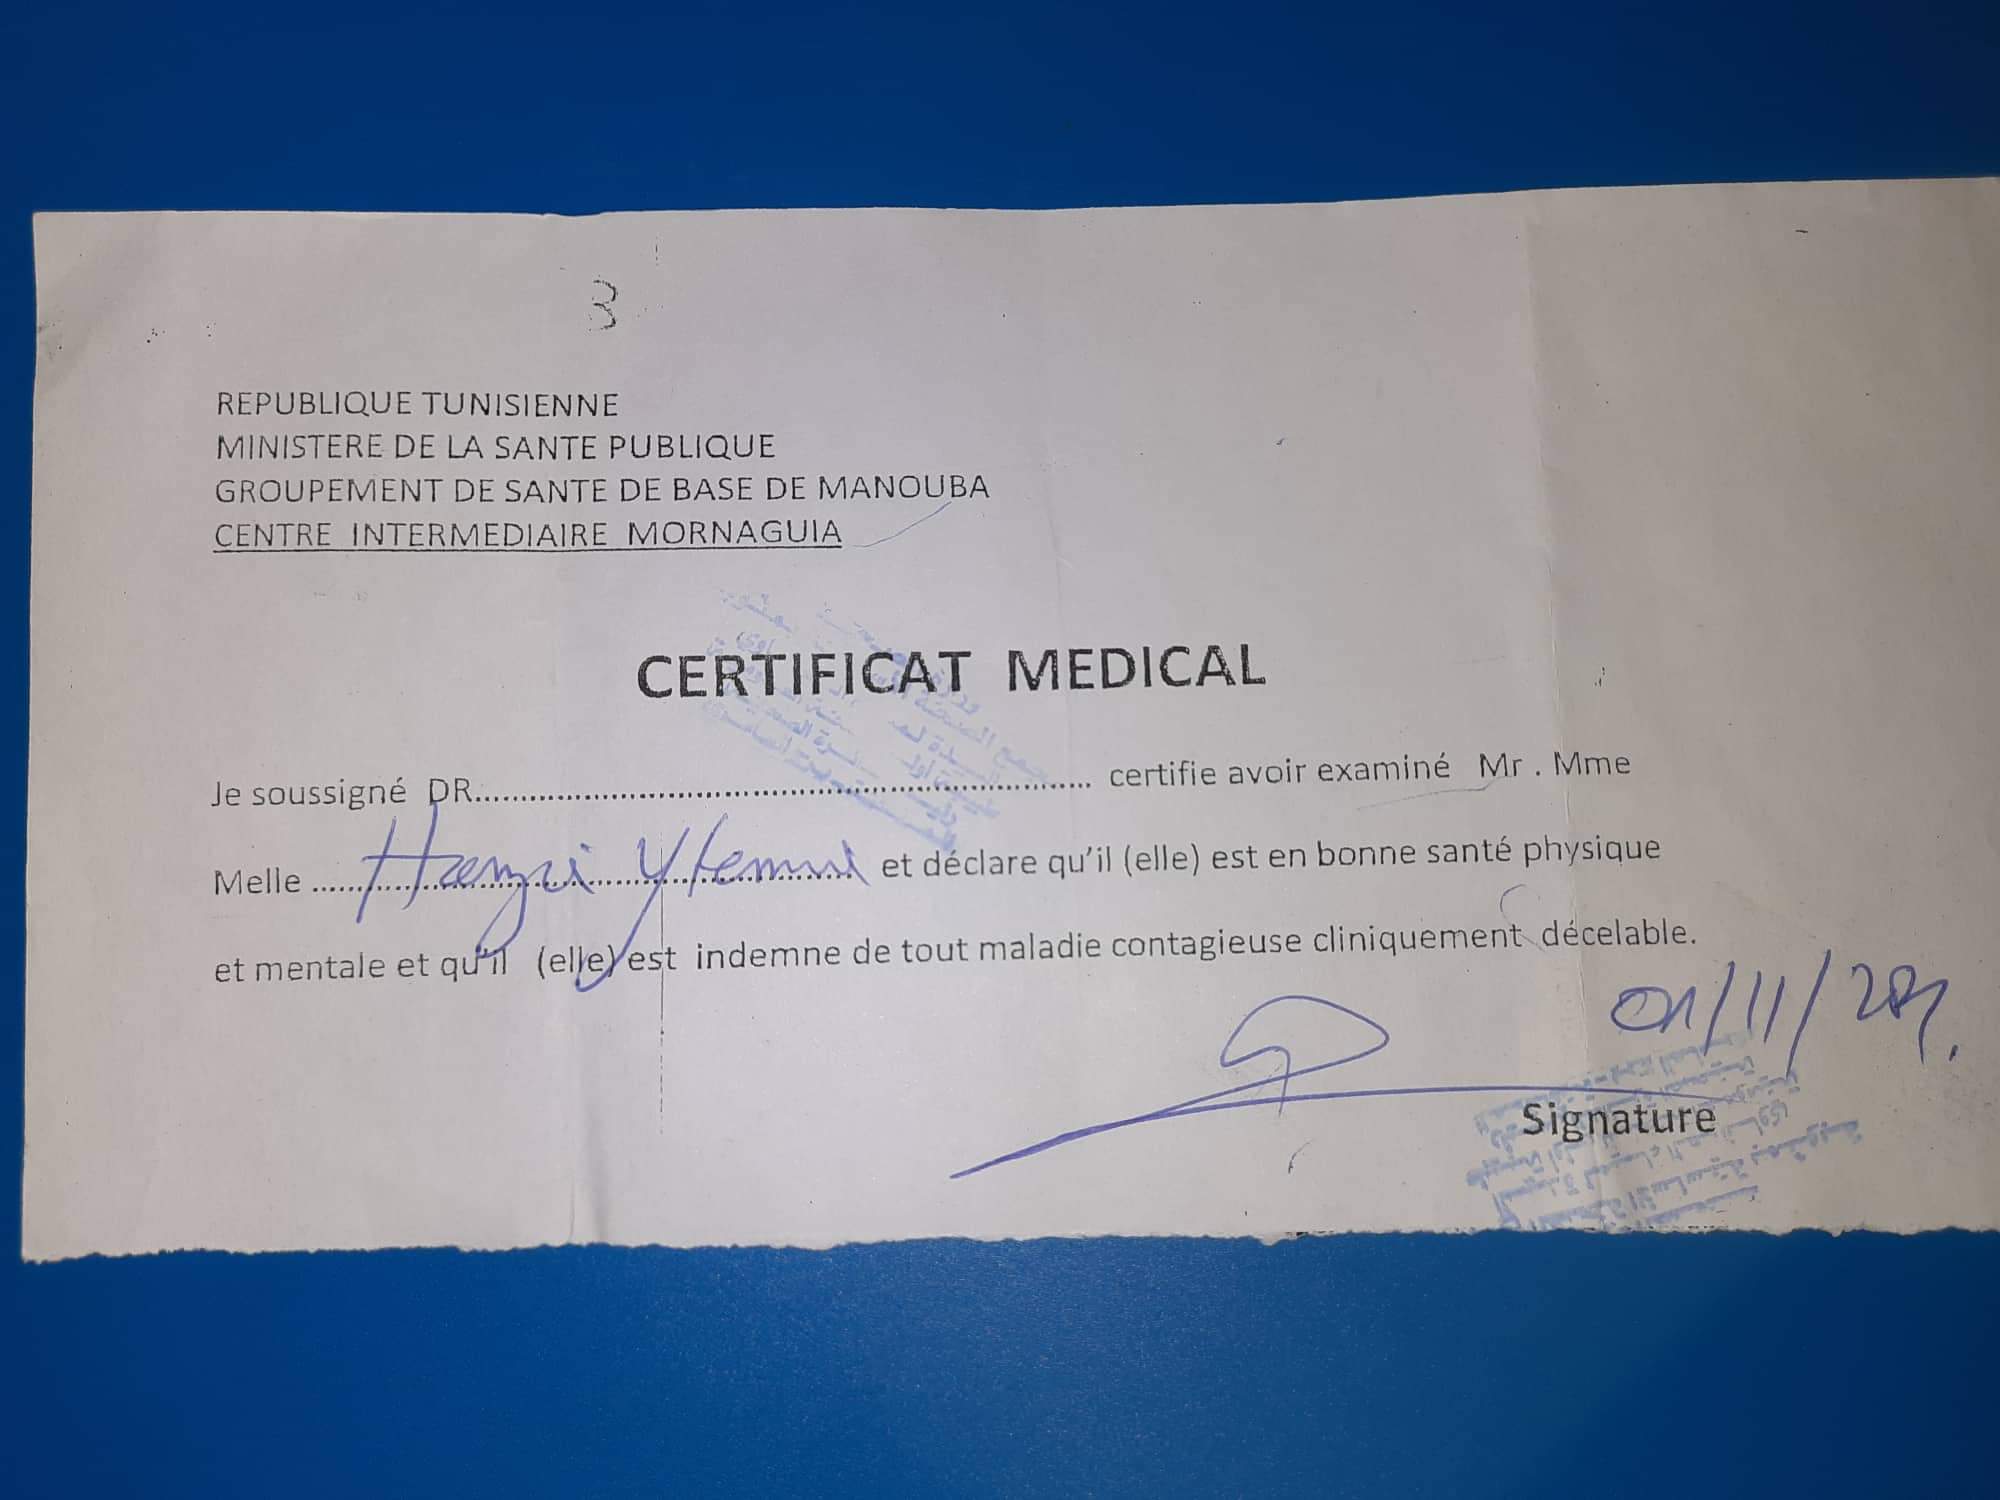 REPUBLIQUE TUNISIENNE
MINISTERE DE LA SANTE PUBLIQUE
GROUPEMENT DE SANTE DE BASE DE MANOUBA
CENTRE INTERMEDIAIRE MORNAGUIA
CERTIFICAT MEDICAL
Je soussigné DR........................................................................ certifie avoir examiné Mr . Mme
Melle ...... et déclare qu'il (elle) est en bonne santé physique
et mentale et qu'il (elle) est indemne de tout maladie contagieuse cliniquement décelable.
01/11/
Signature